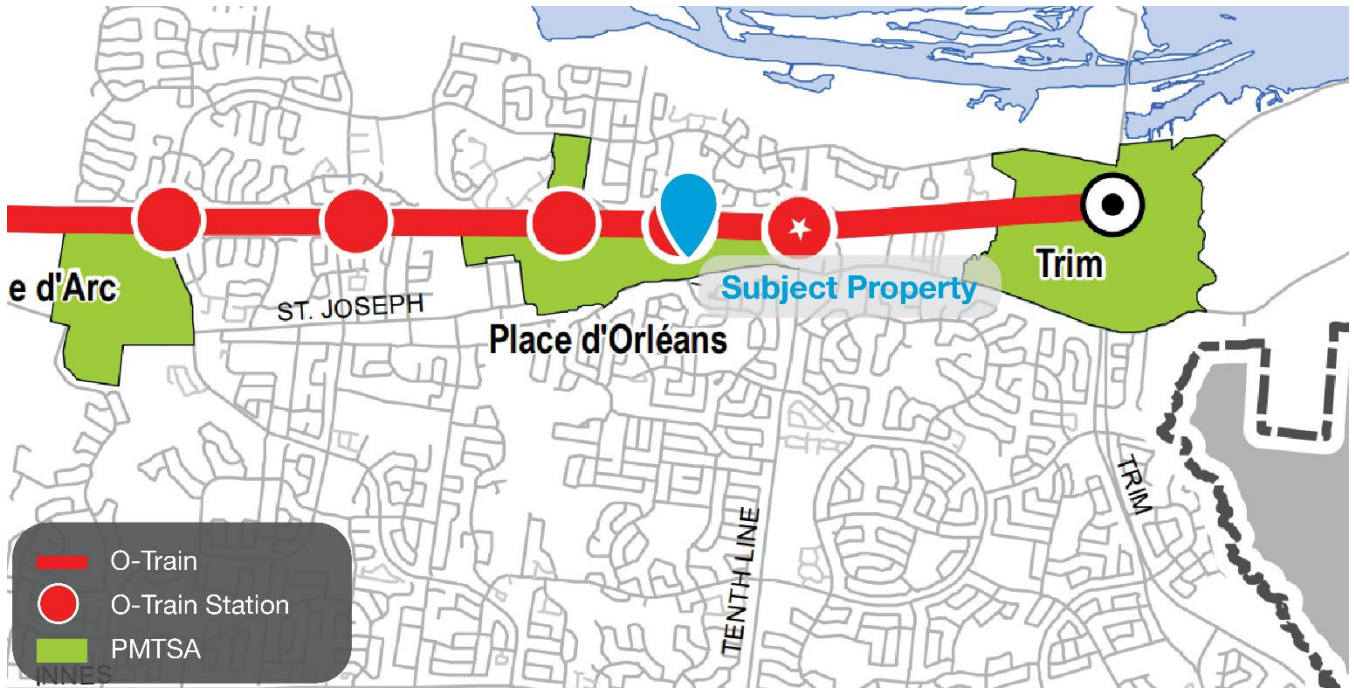 e d'Arc
ST. JOSEPH
Place d'Orléans
Subject Property
Trim
TRIM
TENTH LINE
O-Train
O-Train Station
PMTSA
INNES